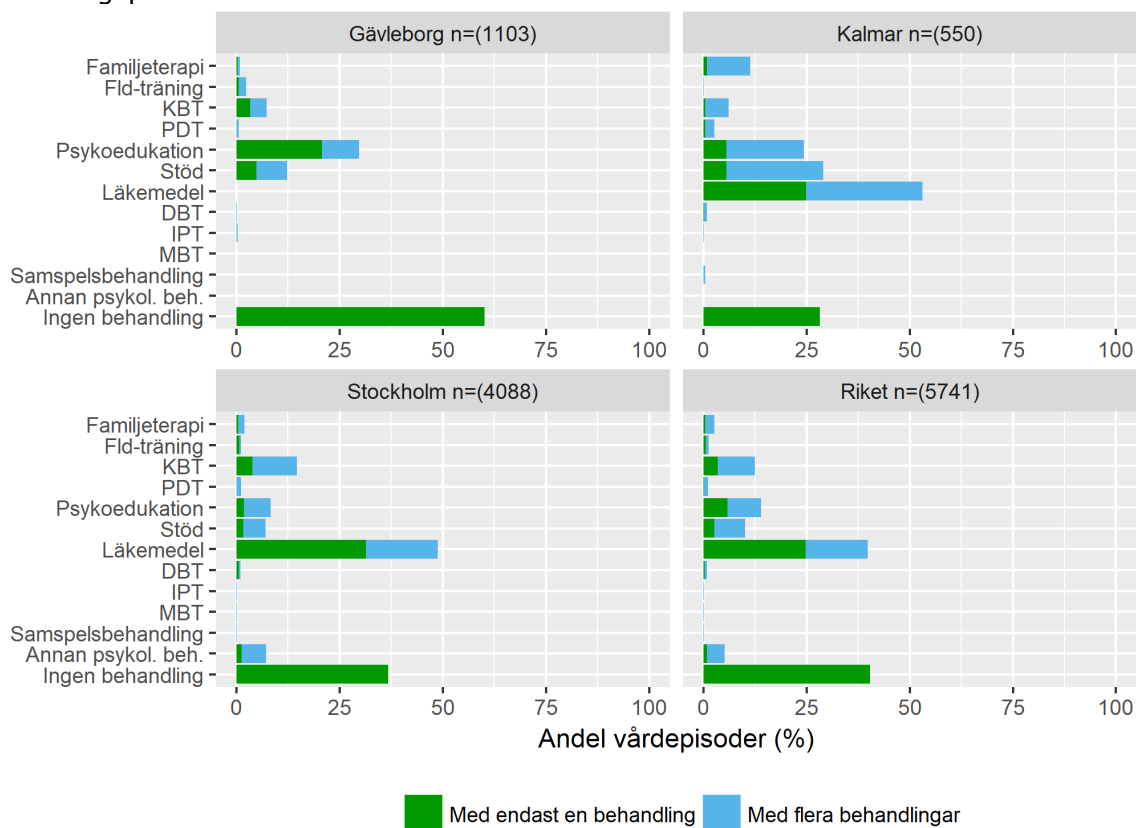 Gävleborg n=(1103)
Kalmar n=(550)
Familjeterapi
Fld-träning
KBT
PDT
Psykoedukation
Stöd
Läkemedel
DBT
IPT
MBT
Samspelsbehandling
Annan psykol. beh.
Ingen behandling
0 25 50 75 100
0 25 50 75 100
Stockholm n=(4088)
Riket n=(5741)
Familjeterapi
Fld-träning
KBT
PDT
Psykoedukation
Stöd
Läkemedel
DBT
IPT
MBT
Samspelsbehandling
Annan psykol. beh.
Ingen behandling
0 25 50 75 100
0 25 50 75 100
Andel vårdepisoder (%)
Med endast en behandling
Med flera behandlingar